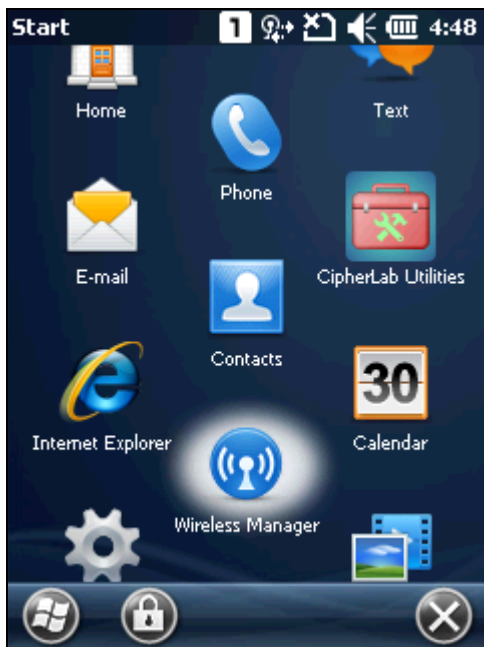 Start 1 4:48
Home
Text
Phone
E-mail
CipherLab Utilities
Contacts
30
Internet Explorer
Calendar
Wireless Manager